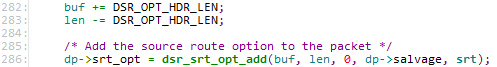 282: buf += DSR_OPT_HDR_LEN;
283: len -= DSR_OPT_HDR_LEN;
284:
285: /* Add the source route option to the packet */
286: dp->srt_opt = dsr_srt_opt_add(buf, len, 0, dp->salvage, srt);